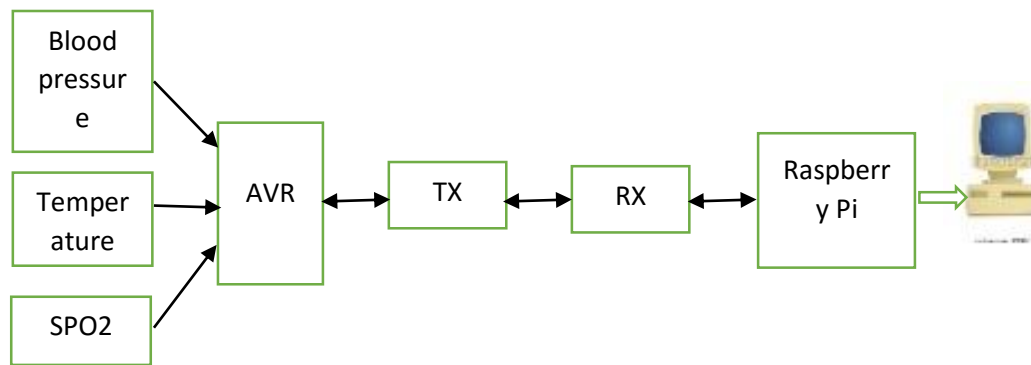 Blood
pressur
e
Temper
ature
SPO2
AVR
TX
RX
Raspberr
y Pi